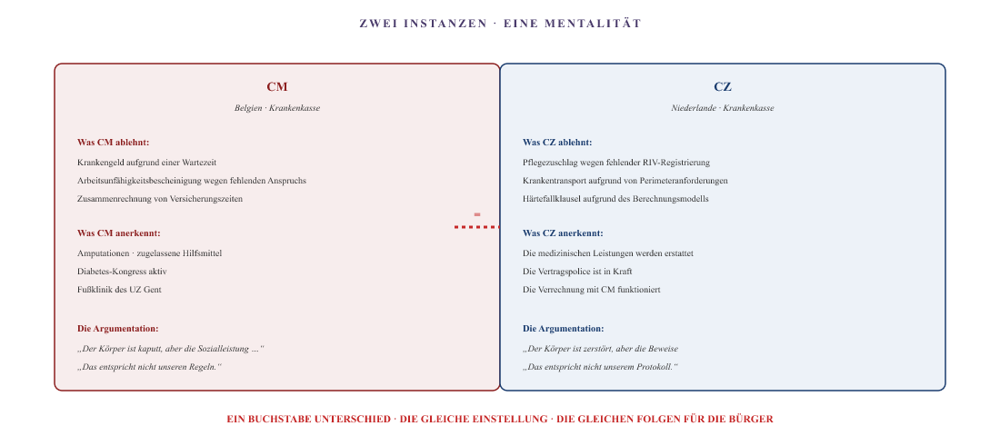 ZWEI INSTANZEN · EINE MENTALITÄT
CM
Belgien · Krankenkasse
Was CM ablehnt:
Krankengeld aufgrund einer Wartezeit
Arbeitsunfähigkeitsbescheinigung wegen fehlenden Anspruchs
Zusammenrechnung von Versicherungszeiten
Was CM anerkennt:
Amputationen · zugelassene Hilfsmittel
Diabetes-Kongress aktiv
Fußklinik des UZ Gent
Die Argumentation:
„Der Körper ist kaputt, aber die Sozialleistung ..."
„Das entspricht nicht unseren Regeln."
=
CZ
Niederlande · Krankenkasse
Was CZ ablehnt:
Pflegezuschlag wegen fehlender RIV-Registrierung
Krankentransport aufgrund von Perimeteranforderungen
Härtefallklausel aufgrund des Berechnungsmodells
Was CZ anerkennt:
Die medizinischen Leistungen werden erstattet
Die Vertragspolice ist in Kraft
Die Verrechnung mit CM funktioniert
Die Argumentation:
„Der Körper ist zerstört, aber die Beweise
„Das entspricht nicht unserem Protokoll."
EIN BUCHSTABE UNTERSCHIED · DIE GLEICHE EINSTELLUNG · DIE GLEICHEN FOLGEN FÜR DIE BÜRGER